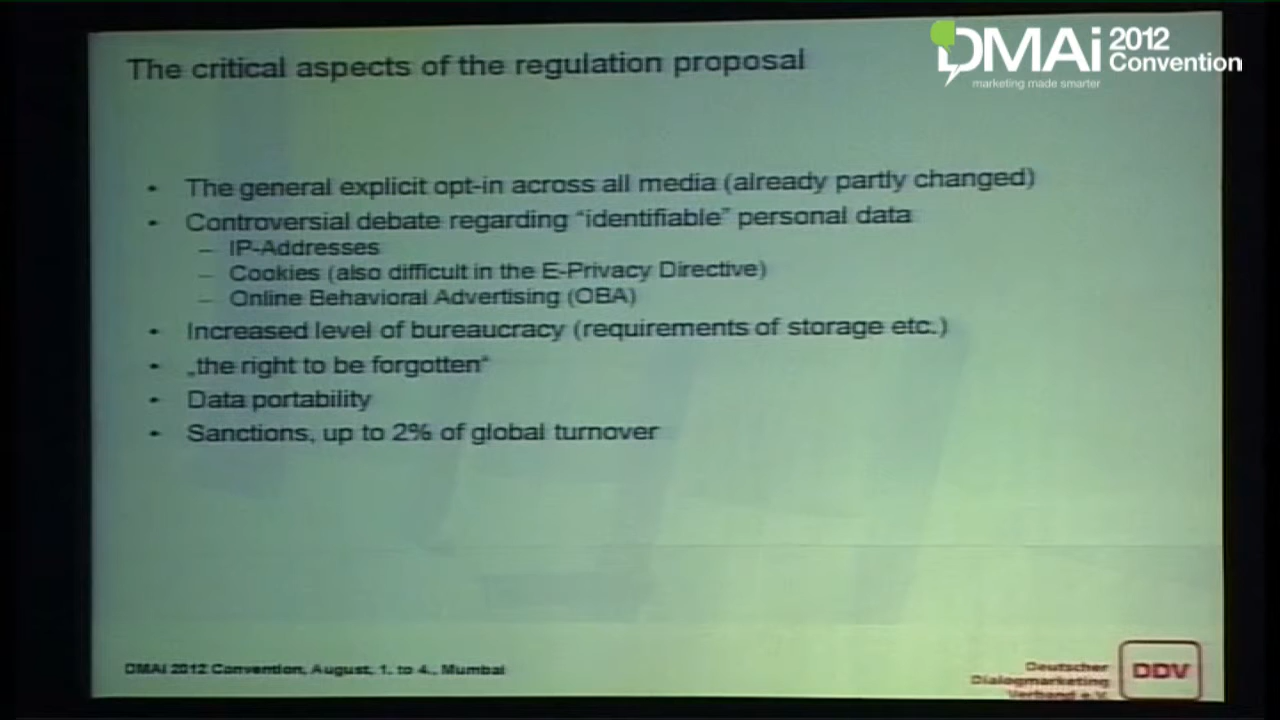 The critical aspects of the regulation proposal
DMAi 2012 Convention
marketing made smarter
• The general explicit opt-in across all media (already partly changed)
• Controversial debate regarding “identifiable” personal data
– IP-Addresses
– Cookies (also difficult in the E-Privacy Directive)
– Online Behavioral Advertising (OBA)
• Increased level of bureaucracy (requirements of storage etc.)
• „the right to be forgotten“
• Data portability
• Sanctions, up to 2% of global turnover
DMAi 2012 Convention, August, 1. to 4., Mumbai
Deutscher
Dialogmarketing
Verband e.V.
DDV